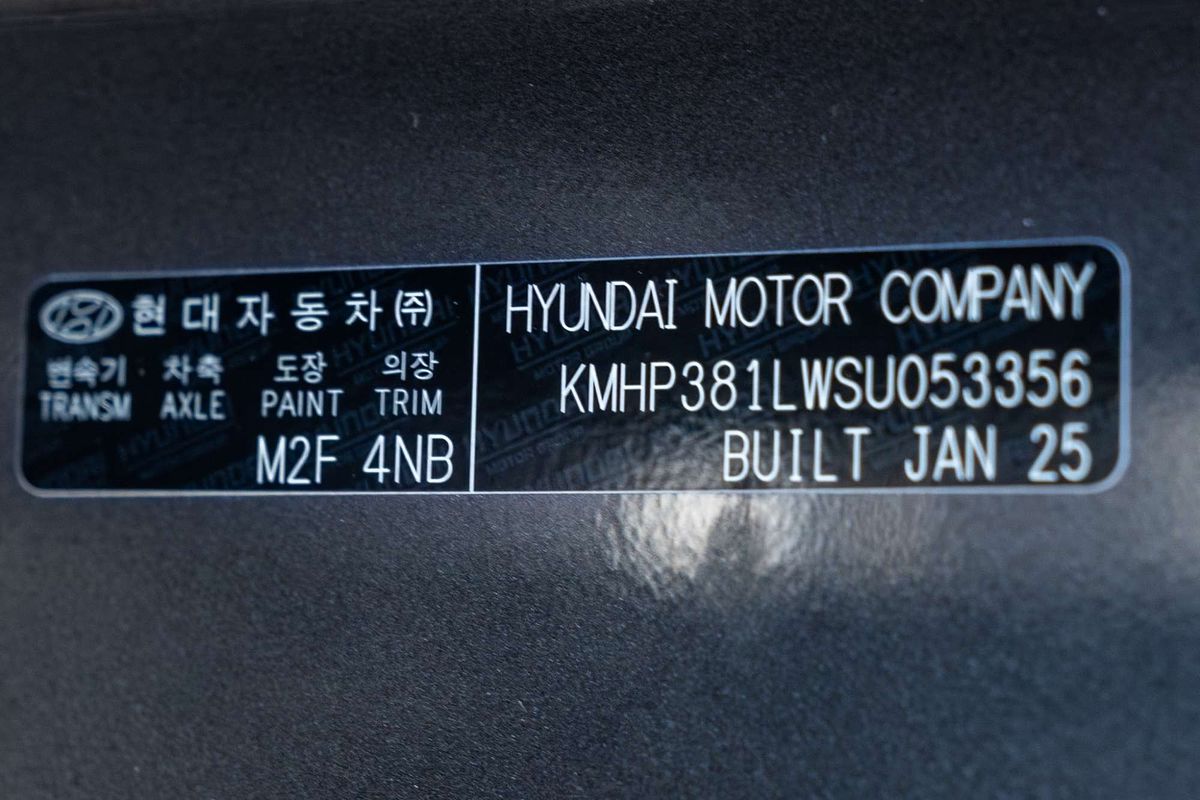 현대자동차(주)
변속기 차축 도장 의장
TRANSM AXLE PAINT TRIM
M2F 4NB
HYUNDAI MOTOR COMPANY
KMHP381LWSU053356
BUILT JAN 25